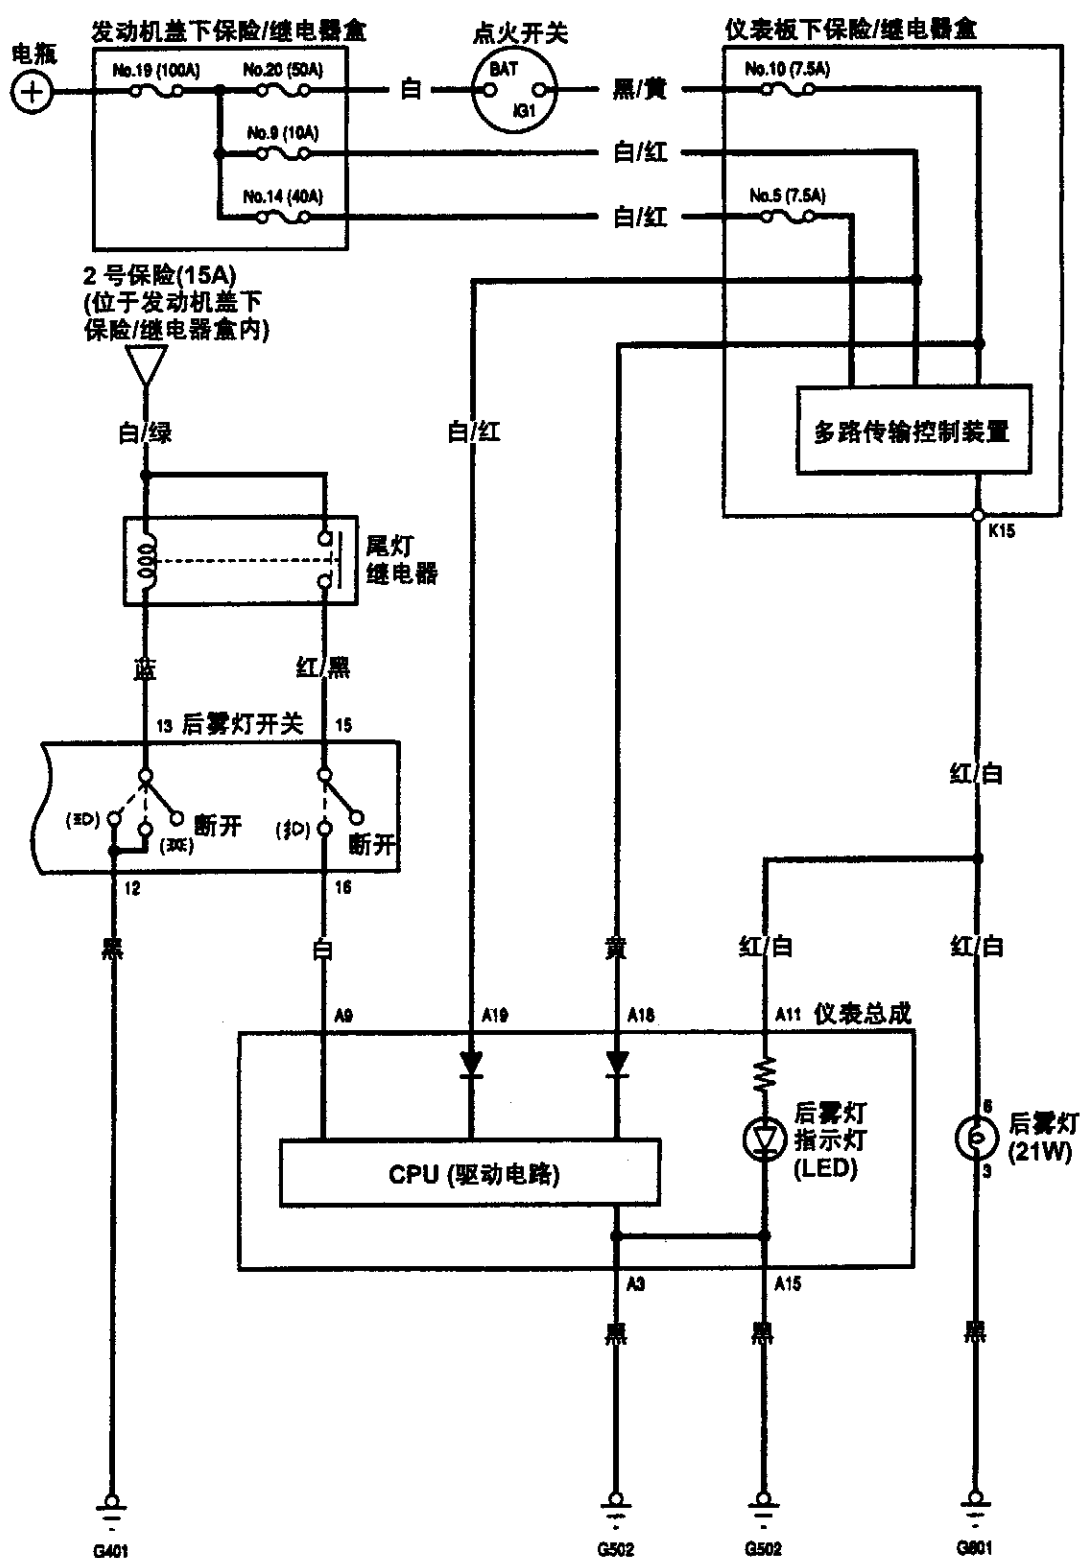 发动机盖下保险/继电器盒
点火开关
仪表板下保险/继电器盒
电瓶
No.19 (100A)
No.20 (50A)
白
BAT
IG1
黑/黄
No.10 (7.5A)
No.9 (10A)
白/红
No.14 (40A)
白/红
No.5 (7.5A)
2 号保险(15A)
(位于发动机盖下
保险/继电器盒内)
白/绿
白/红
多路传输控制装置
K15
尾灯
继电器
蓝
红/黑
13
后雾灯开关
15
断开
断开
12
16
红/白
黑
白
黄
红/白
红/白
A9
A19
A18
A11
仪表总成
后雾灯
指示灯
(LED)
6
后雾灯
(21W)
3
CPU (驱动电路)
A3
A15
黑
黑
黑
G401
G502
G502
G601